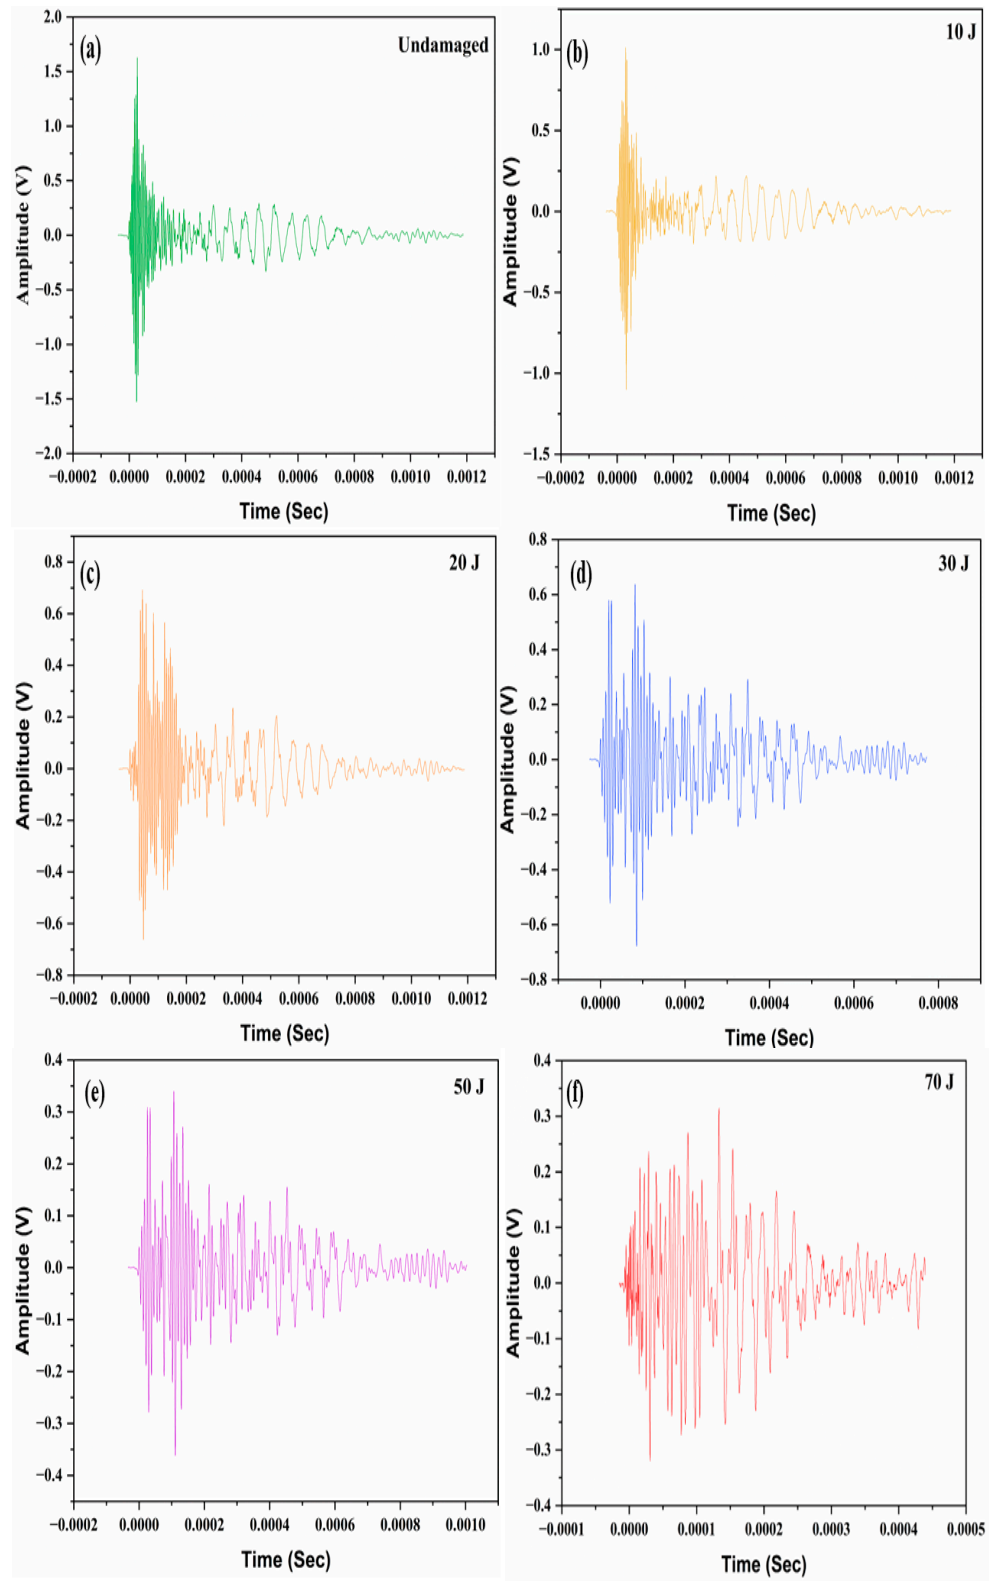 (a)
Undamaged
2.0
1.5
1.0
0.5
0.0
−0.5
−1.0
−1.5
−2.0
Amplitude (V)
−0.0002 0.0000 0.0002 0.0004 0.0006 0.0008 0.0010 0.0012
Time (Sec)
(b)
10 J
1.0
0.5
0.0
−0.5
−1.0
−1.5
Amplitude (V)
−0.0002 0.0000 0.0002 0.0004 0.0006 0.0008 0.0010 0.0012
Time (Sec)
(c)
20 J
0.8
0.6
0.4
0.2
0.0
−0.2
−0.4
−0.6
−0.8
Amplitude (V)
−0.0002 0.0000 0.0002 0.0004 0.0006 0.0008 0.0010 0.0012
Time (Sec)
(d)
30 J
0.8
0.6
0.4
0.2
0.0
−0.2
−0.4
−0.6
−0.8
Amplitude (V)
0.0000 0.0002 0.0004 0.0006 0.0008
Time (Sec)
(e)
50 J
0.4
0.3
0.2
0.1
0.0
−0.1
−0.2
−0.3
−0.4
Amplitude (V)
−0.0002 0.0000 0.0002 0.0004 0.0006 0.0008 0.0010
Time (Sec)
(f)
70 J
0.4
0.3
0.2
0.1
0.0
−0.1
−0.2
−0.3
−0.4
Amplitude (V)
−0.0001 0.0000 0.0001 0.0002 0.0003 0.0004 0.0005
Time (Sec)